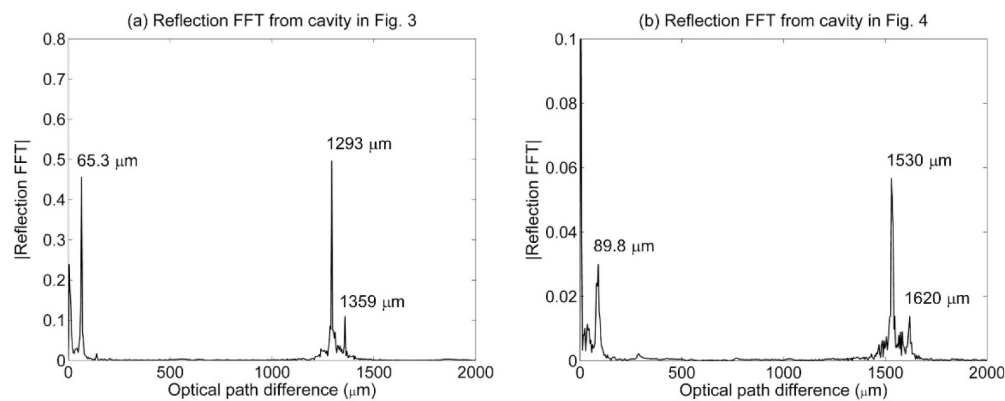 (a) Reflection FFT from cavity in Fig. 3
|Reflection FFT|
0.8
0.7
0.6
0.5
0.4
0.3
0.2
0.1
0
65.3 μm
1293 μm
1359 μm
0
500
1000
1500
2000
Optical path difference (μm)
(b) Reflection FFT from cavity in Fig. 4
|Reflection FFT|
0.1
0.08
0.06
0.04
0.02
0
89.8 μm
1530 μm
1620 μm
0
500
1000
1500
2000
Optical path difference (μm)